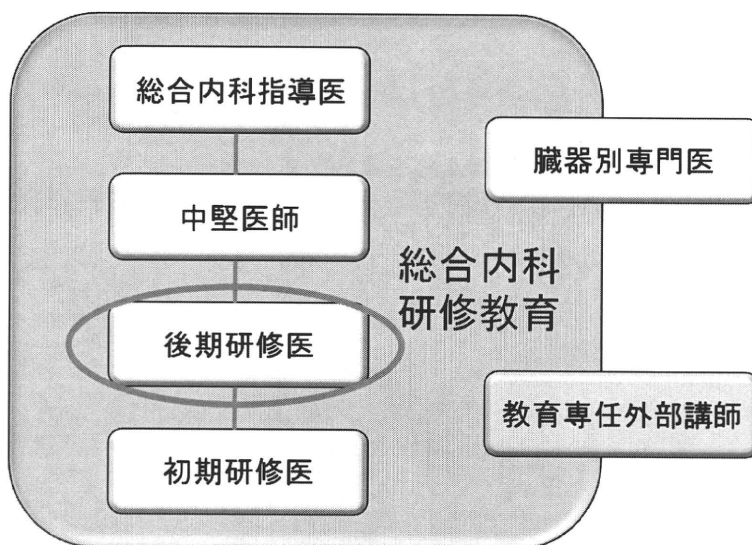 総合内科指導医
臓器別専門医
中堅医師
総合内科
研修教育
後期研修医
教育専任外部講師
初期研修医